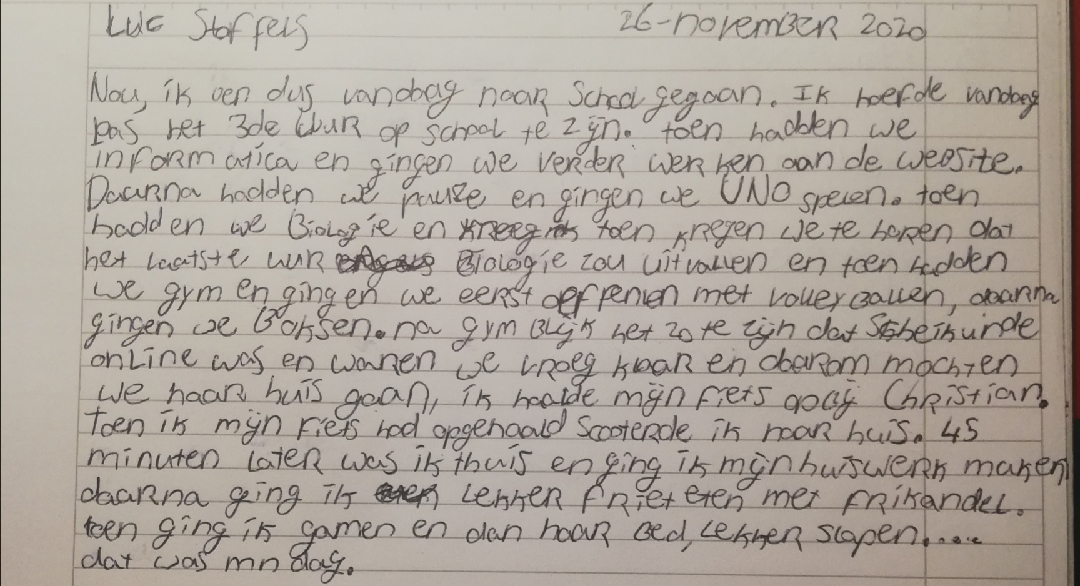 Luc Stoffels 26-november 2020
Nou, ik ben dus vandaag naar School gegaan. Ik hoefde vandaag
pas het 3de uur op school te zijn. toen hadden we
informatica en gingen we verder werken aan de website.
Daarna hadden we pauze en gingen we UNO spelen. toen
hadden we Biologie en toen kregen we te horen dat
het laatste uur Biologie zou uitvallen en toen hadden
we gym en gingen we eerst oeffenen met volleyballen, daarna
gingen we Boksen. na gym Blijk het zo te zijn dat Scheikunde
online was en waren we vroeg klaar en daarom mochten
we naar huis gaan, ik haalde mijn fiets op bij Christian.
Toen ik mijn fiets had opgehaald Scooterde ik naar huis. 45
minuten later was ik thuis en ging ik mijn huiswerk maken
daarna ging ik Lekker friet eten met frikandel.
toen ging ik gamen en dan naar Bed, Lekker slapen.....
dat was mn dag.